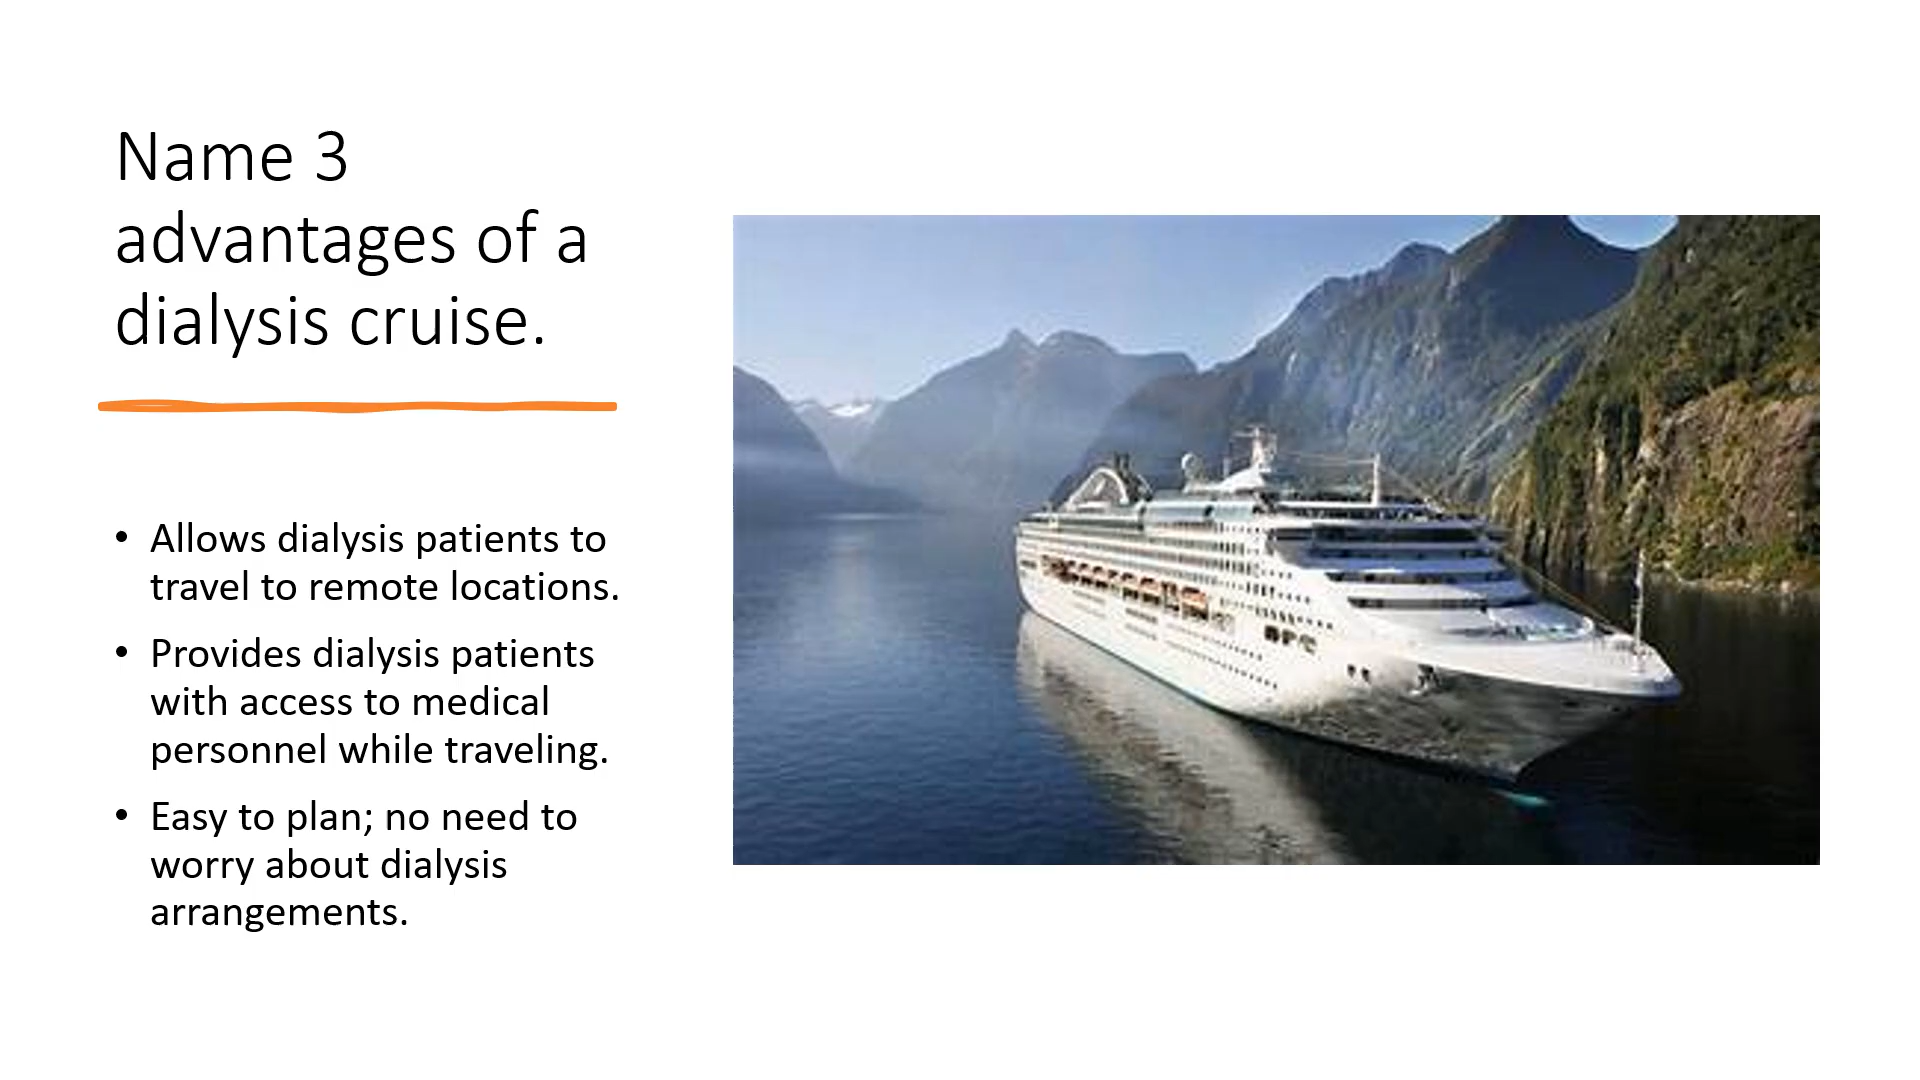 Name 3
advantages of a
dialysis cruise.
• Allows dialysis patients to
travel to remote locations.
• Provides dialysis patients
with access to medical
personnel while traveling.
• Easy to plan; no need to
worry about dialysis
arrangements.